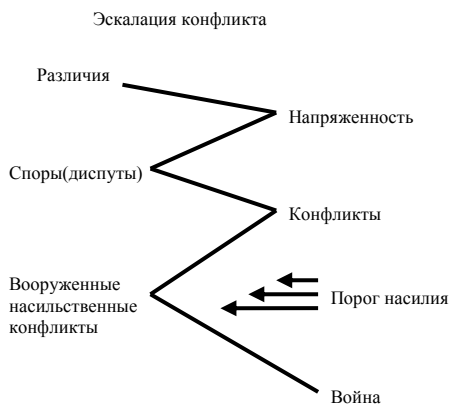 Эскалация конфликта
Различия
Напряженность
Споры(диспуты)
Конфликты
Вооруженные
насильственные
конфликты
Порог насилия
Война